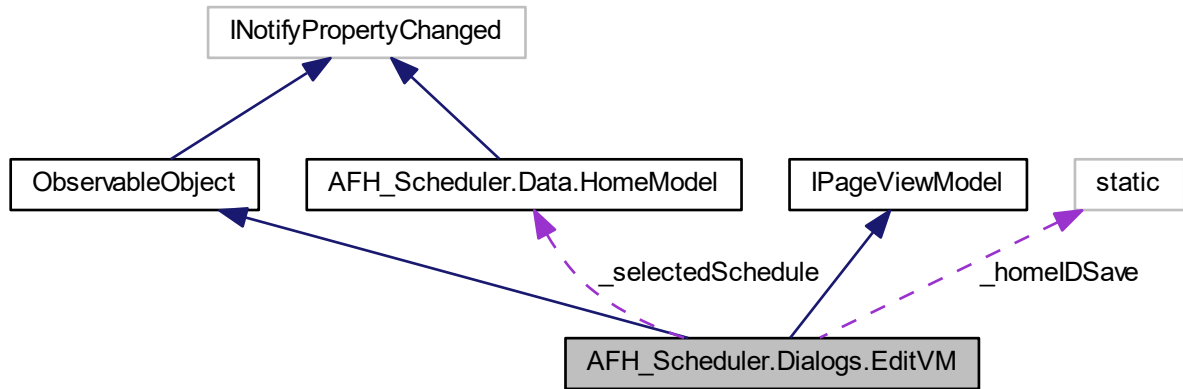 INotifyPropertyChanged
ObservableObject
AFH_Scheduler.Data.HomeModel
IPageViewModel
static
_selectedSchedule
_homeIDSave
AFH_Scheduler.Dialogs.EditVM